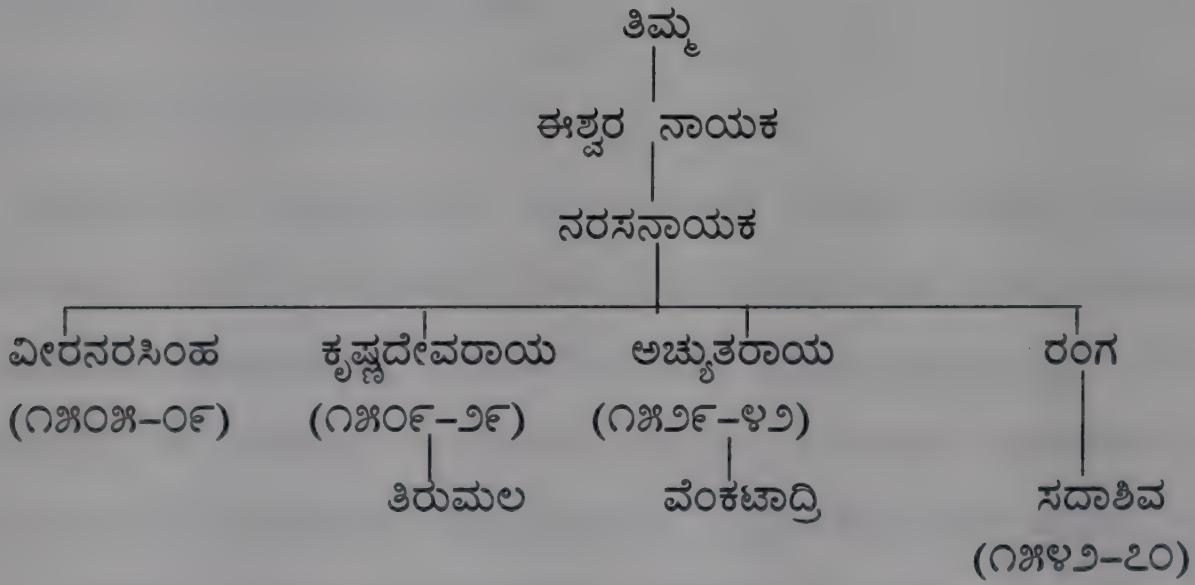 ತಿಮ್ಮ
ಈಶ್ವರ ನಾಯಕ
ನರಸನಾಯಕ
ವೀರನರಸಿಂಹ ಕೃಷ್ಣದೇವರಾಯ ಅಚ್ಯುತರಾಯ ರಂಗ
(೧೫೦೫-೦೯) (೧೫೦೯-೨೯) (೧೫೨೯-೪೨)
ತಿರುಮಲ ವೆಂಕಟಾದ್ರಿ ಸದಾಶಿವ
(೧೫೪೨-೭೦)